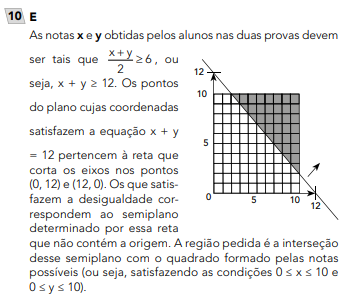 10 E
As notas x e y obtidas pelos alunos nas duas provas devem
ser tais que x + y / 2 ≥ 6, ou
seja, x + y ≥ 12. Os pontos
do plano cujas coordenadas
satisfazem a equação x + y
= 12 pertencem à reta que
corta os eixos nos pontos
(0, 12) e (12, 0). Os que satis-
fazem a desigualdade cor-
respondem ao semiplano
determinado por essa reta
que não contém a origem. A região pedida é a interseção
desse semiplano com o quadrado formado pelas notas
possíveis (ou seja, satisfazendo as condições 0 ≤ x ≤ 10 e
0 ≤ y ≤ 10).
12
10
5
0 5 10
12